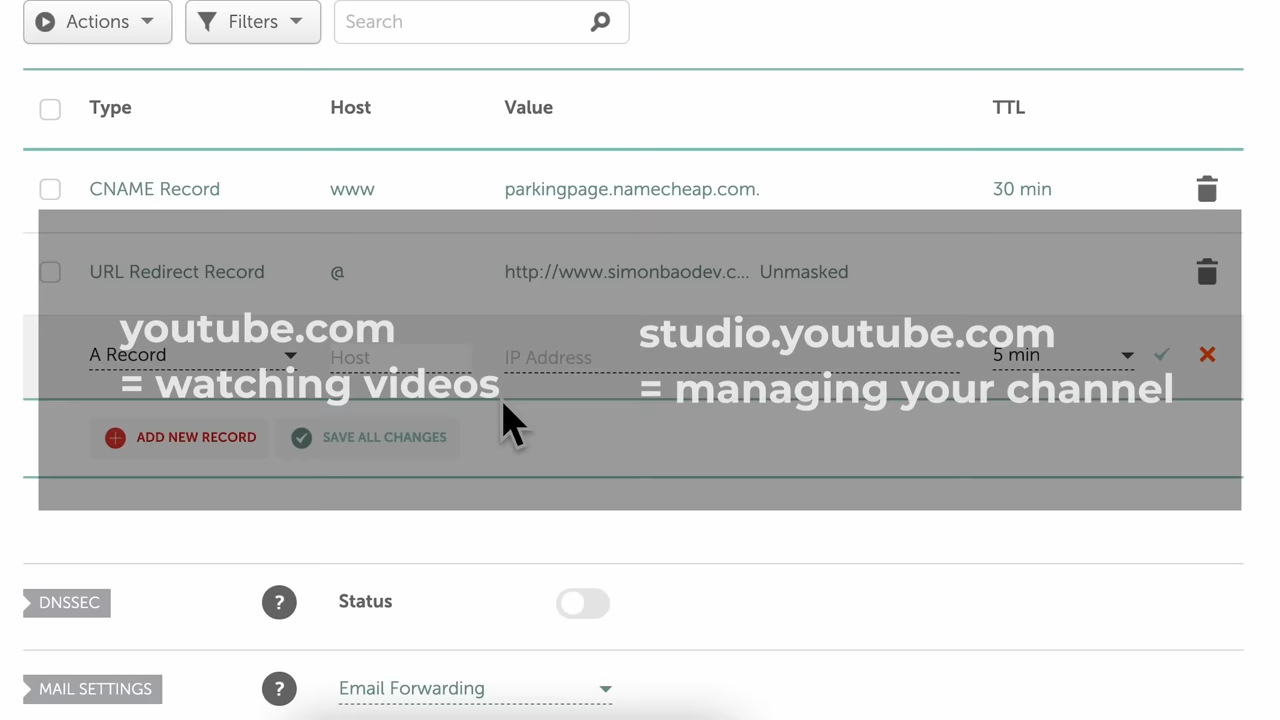 Actions Filters Search
Type Host Value TTL
CNAME Record www parkingpage.namecheap.com. 30 min
URL Redirect Record @ http://www.simonbaodev.c... Unmasked
youtube.com studio.youtube.com
A Record Host IP Address 5 min
= watching videos = managing your channel
ADD NEW RECORD SAVE ALL CHANGES
DNSSEC ? Status
MAIL SETTINGS ? Email Forwarding